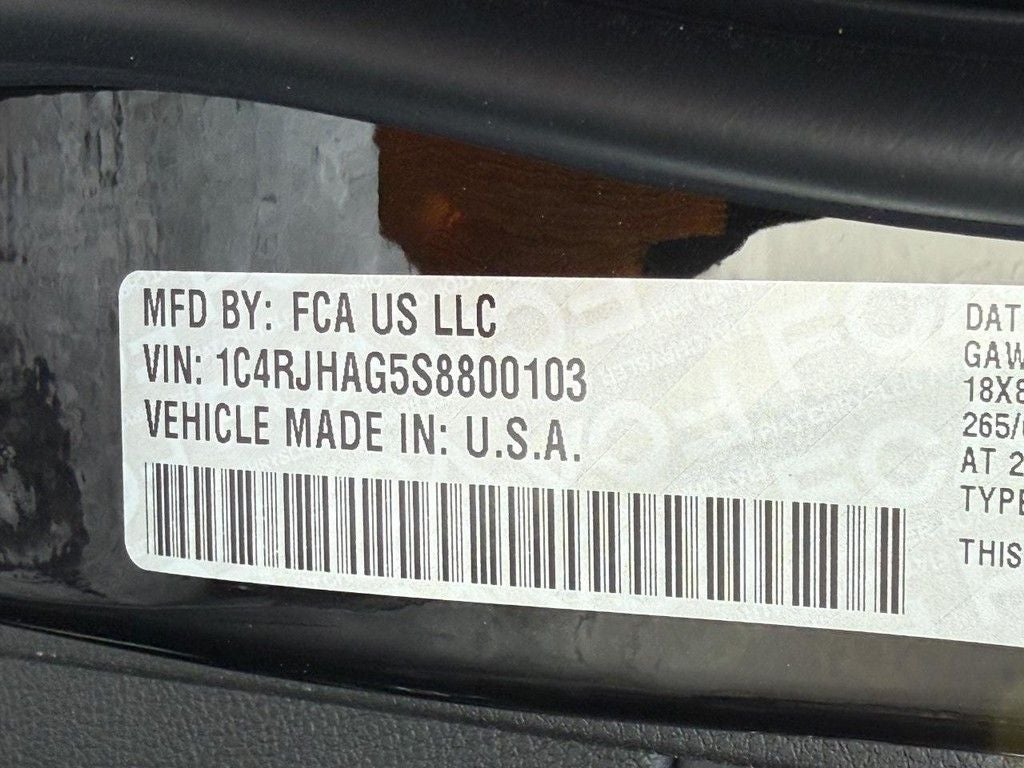 MFD BY: FCA US LLC
VIN: 1C4RJHAG5S8800103
VEHICLE MADE IN: U.S.A.
DAT
GAW
18X8
265/
AT 2
TYPE
THIS